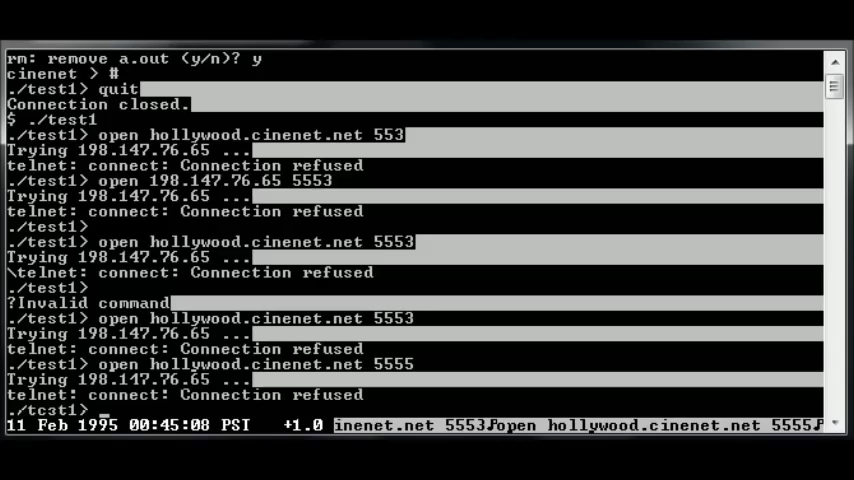 rm: remove a.out (y/n)? y
cinenet > #
./test1> quit
Connection closed.
$ ./test1
./test1> open hollywood.cinenet.net 553
Trying 198.147.76.65 ...
telnet: connect: Connection refused
./test1> open 198.147.76.65 5553
Trying 198.147.76.65 ...
telnet: connect: Connection refused
./test1>
./test1> open hollywood.cinenet.net 5553
Trying 198.147.76.65 ...
\telnet: connect: Connection refused
./test1>
?Invalid command
./test1> open hollywood.cinenet.net 5553
Trying 198.147.76.65 ...
telnet: connect: Connection refused
./test1> open hollywood.cinenet.net 5555
Trying 198.147.76.65 ...
telnet: connect: Connection refused
./tc3t1> _
11 Feb 1995 00:45:08 PSI +1.0 inenet.net 5553♪open hollywood.cinenet.net 5555♪